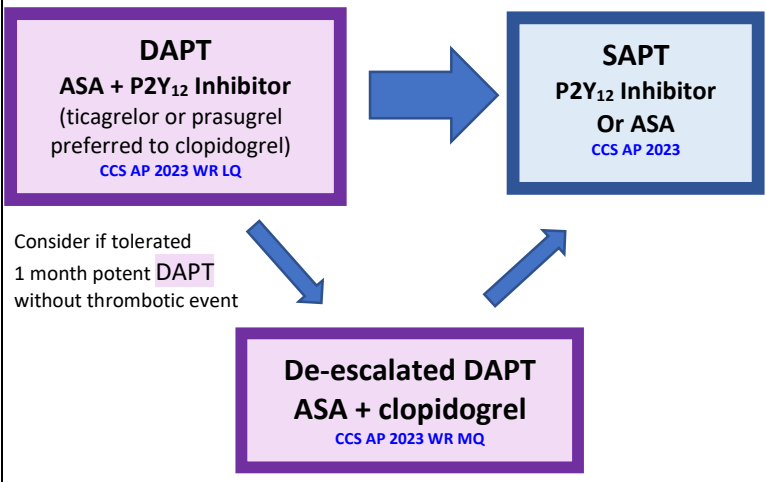 DAPT
ASA + P2Y₁₂ Inhibitor
(ticagrelor or prasugrel
preferred to clopidogrel)
CCS AP 2023 WR LQ
SAPT
P2Y₁₂ Inhibitor
Or ASA
CCS AP 2023
Consider if tolerated
1 month potent DAPT
without thrombotic event
De-escalated DAPT
ASA + clopidogrel
CCS AP 2023 WR MQ